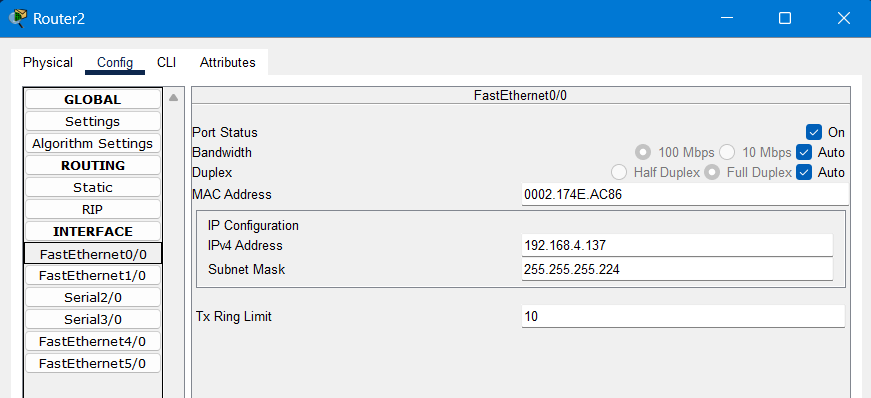 Router2
Physical Config CLI Attributes
GLOBAL
Settings
Algorithm Settings
ROUTING
Static
RIP
INTERFACE
FastEthernet0/0
FastEthernet1/0
Serial2/0
Serial3/0
FastEthernet4/0
FastEthernet5/0
FastEthernet0/0
Port Status On
Bandwidth 100 Mbps 10 Mbps Auto
Duplex Half Duplex Full Duplex Auto
MAC Address 0002.174E.AC86
IP Configuration
IPv4 Address 192.168.4.137
Subnet Mask 255.255.255.224
Tx Ring Limit 10